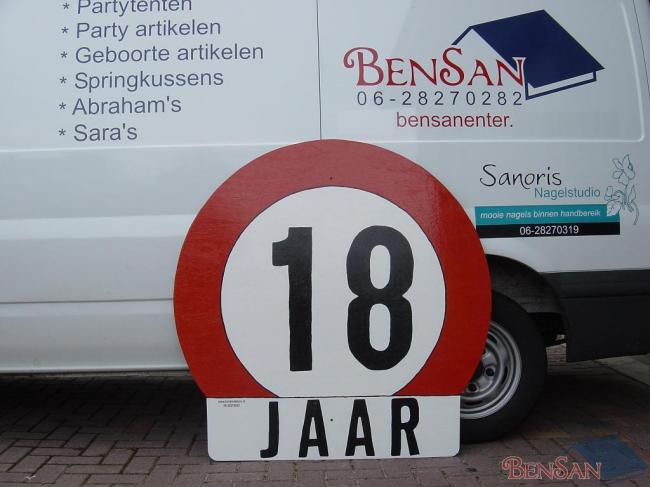 * Partytenten
* Party artikelen
* Geboorte artikelen
* Springkussens
* Abraham's
* Sara's
BENSAN
06-28270282
bensanenter.
Sanoris
Nagelstudio
mooie nagels binnen handbereik
06-28270319
18
JAAR
BENSAN